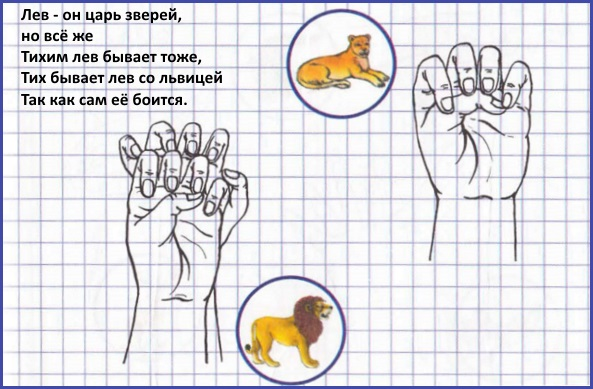 Лев - он царь зверей,
но всё же
Тихим лев бывает тоже,
Тих бывает лев со львицей
Так как сам её боится.